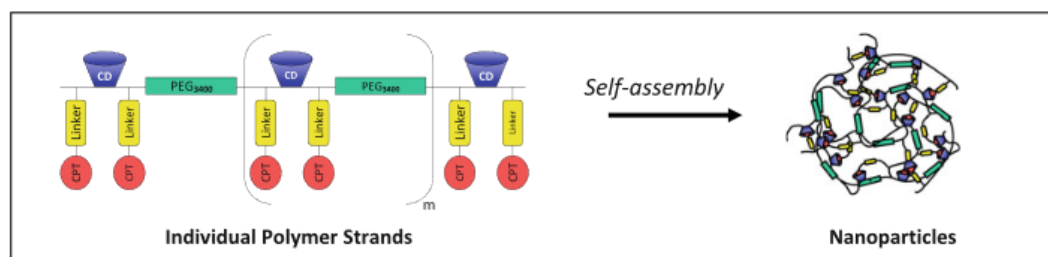 CD
CD
CD
PEG3400
PEG3400
Self-assembly
Linker
Linker
Linker
Linker
Linker
Linker
CPT
CPT
CPT
CPT
CPT
CPT
m
Individual Polymer Strands
Nanoparticles